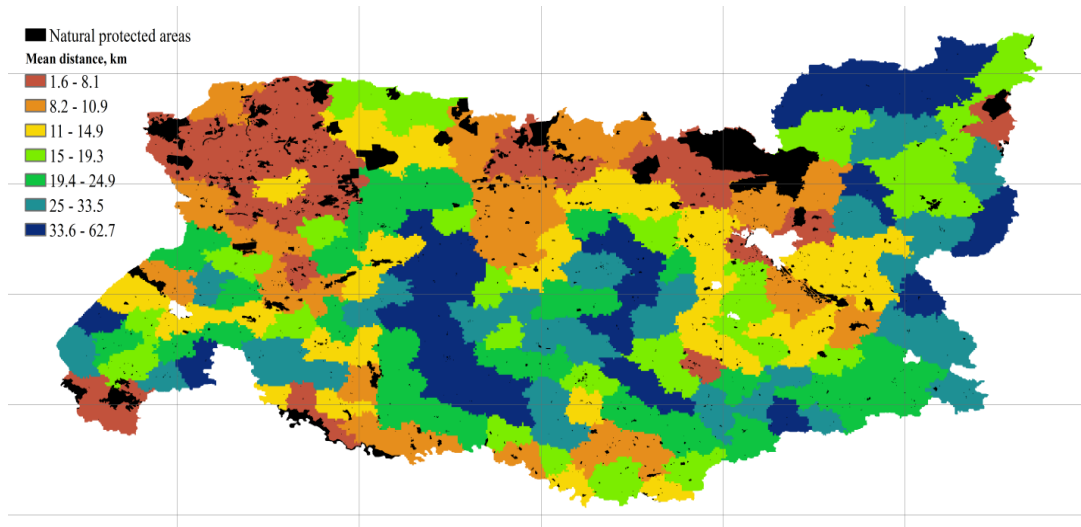 Natural protected areas
Mean distance, km
1.6 - 8.1
8.2 - 10.9
11 - 14.9
15 - 19.3
19.4 - 24.9
25 - 33.5
33.6 - 62.7